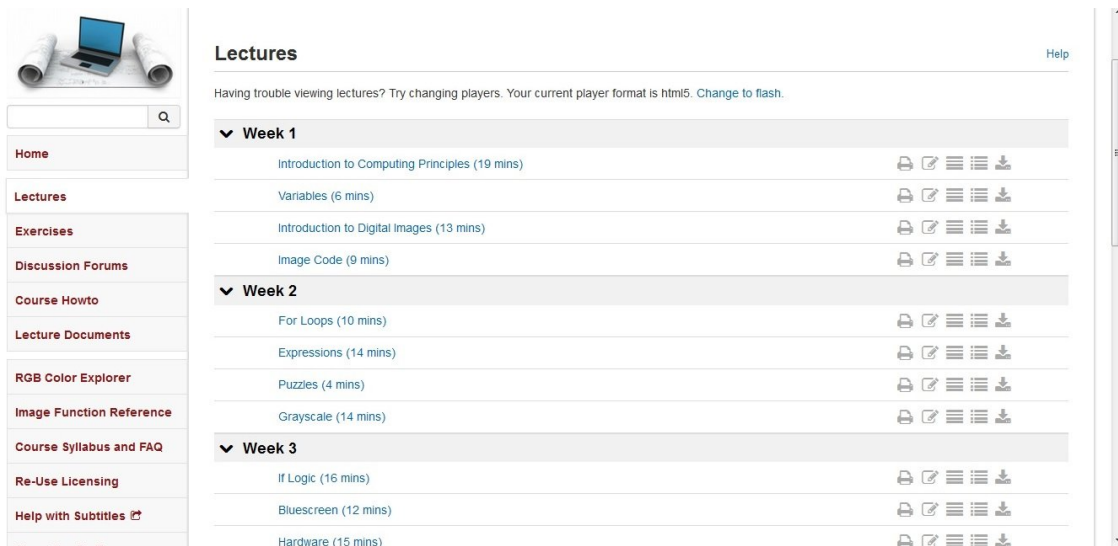 Lectures
Help
Having trouble viewing lectures? Try changing players. Your current player format is html5. Change to flash.
Home
Lectures
Exercises
Discussion Forums
Course Howto
Lecture Documents
RGB Color Explorer
Image Function Reference
Course Syllabus and FAQ
Re-Use Licensing
Help with Subtitles
Week 1
Introduction to Computing Principles (19 mins)
Variables (6 mins)
Introduction to Digital Images (13 mins)
Image Code (9 mins)
Week 2
For Loops (10 mins)
Expressions (14 mins)
Puzzles (4 mins)
Grayscale (14 mins)
Week 3
If Logic (16 mins)
Bluescreen (12 mins)
Hardware (15 mins)